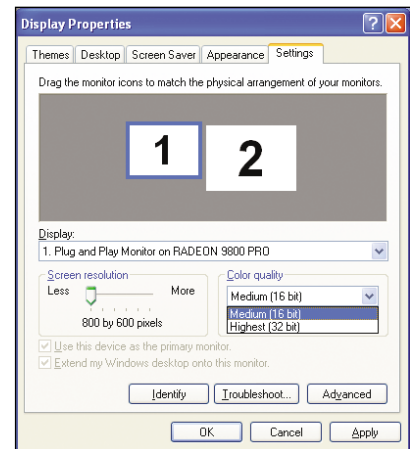 Display Properties
Themes Desktop Screen Saver Appearance Settings
Drag the monitor icons to match the physical arrangement of your monitors.
1 2
Display:
1. Plug and Play Monitor on RADEON 9800 PRO
Screen resolution
Less More
800 by 600 pixels
Color quality
Medium (16 bit)
Medium (16 bit)
Highest (32 bit)
Use this device as the primary monitor.
Extend my Windows desktop onto this monitor.
Identify Troubleshoot... Advanced
OK Cancel Apply